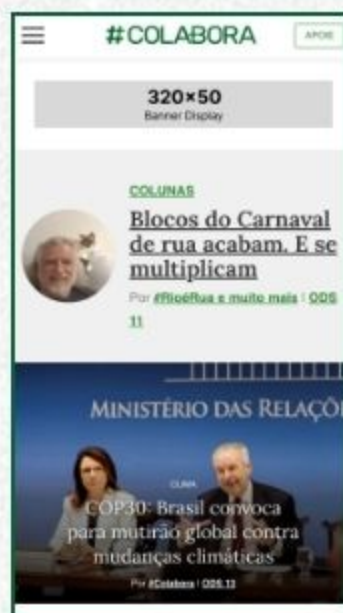 #COLABORA
APOIE
320×50
Banner Display
COLUNAS
Blocos do Carnaval
de rua acabam. E se
multiplicam
Por #RioéRua e muito mais | ODS
11
MINISTÉRIO DAS RELAÇÕ
CLIMA
COP30: Brasil convoca
para mutirão global contra
mudanças climáticas
Por #Colabora | ODS 13